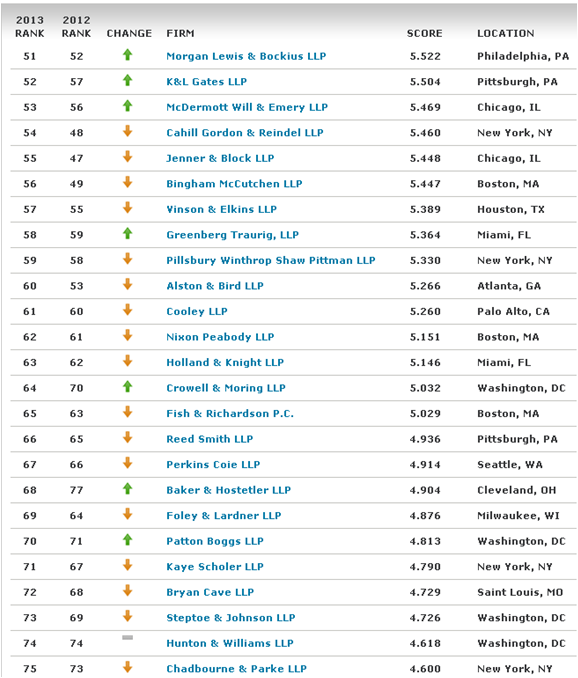 2013 2012
RANK RANK CHANGE FIRM SCORE LOCATION
51 52 Morgan Lewis & Bockius LLP 5.522 Philadelphia, PA
52 57 K&L Gates LLP 5.504 Pittsburgh, PA
53 56 McDermott Will & Emery LLP 5.469 Chicago, IL
54 48 Cahill Gordon & Reindel LLP 5.460 New York, NY
55 47 Jenner & Block LLP 5.448 Chicago, IL
56 49 Bingham McCutchen LLP 5.447 Boston, MA
57 55 Vinson & Elkins LLP 5.389 Houston, TX
58 59 Greenberg Traurig, LLP 5.364 Miami, FL
59 58 Pillsbury Winthrop Shaw Pittman LLP 5.330 New York, NY
60 53 Alston & Bird LLP 5.266 Atlanta, GA
61 60 Cooley LLP 5.260 Palo Alto, CA
62 61 Nixon Peabody LLP 5.151 Boston, MA
63 62 Holland & Knight LLP 5.146 Miami, FL
64 70 Crowell & Moring LLP 5.032 Washington, DC
65 63 Fish & Richardson P.C. 5.029 Boston, MA
66 65 Reed Smith LLP 4.936 Pittsburgh, PA
67 66 Perkins Coie LLP 4.914 Seattle, WA
68 77 Baker & Hostetler LLP 4.904 Cleveland, OH
69 64 Foley & Lardner LLP 4.876 Milwaukee, WI
70 71 Patton Boggs LLP 4.813 Washington, DC
71 67 Kaye Scholer LLP 4.790 New York, NY
72 68 Bryan Cave LLP 4.729 Saint Louis, MO
73 69 Steptoe & Johnson LLP 4.726 Washington, DC
74 74 Hunton & Williams LLP 4.618 Washington, DC
75 73 Chadbourne & Parke LLP 4.600 New York, NY